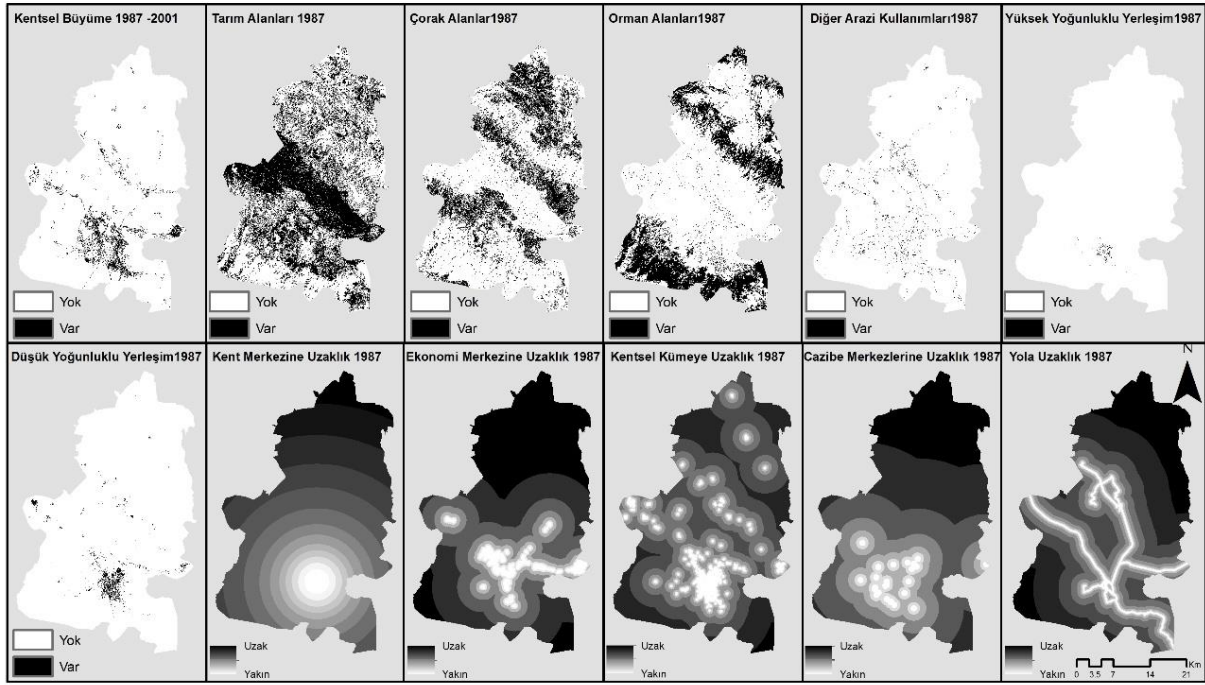 Kentsel Büyüme 1987 -2001
Yok
Var
Tarım Alanları 1987
Yok
Var
Çorak Alanlar1987
Yok
Var
Orman Alanları 1987
Yok
Var
Diğer Arazi Kullanımları1987
Yok
Var
Yüksek Yoğunluklu Yerleşim1987
Yok
Var
Düşük Yoğunluklu Yerleşim1987
Yok
Var
Kent Merkezine Uzaklık 1987
Uzak
Yakın
Ekonomi Merkezine Uzaklık 1987
Uzak
Yakın
Kentsel Kümeye Uzaklık 1987
Uzak
Yakın
Cazibe Merkezlerine Uzaklık 1987
Uzak
Yakın
Yola Uzaklık 1987
N
Uzak
Yakın
Km
0 3.5 7 14 21